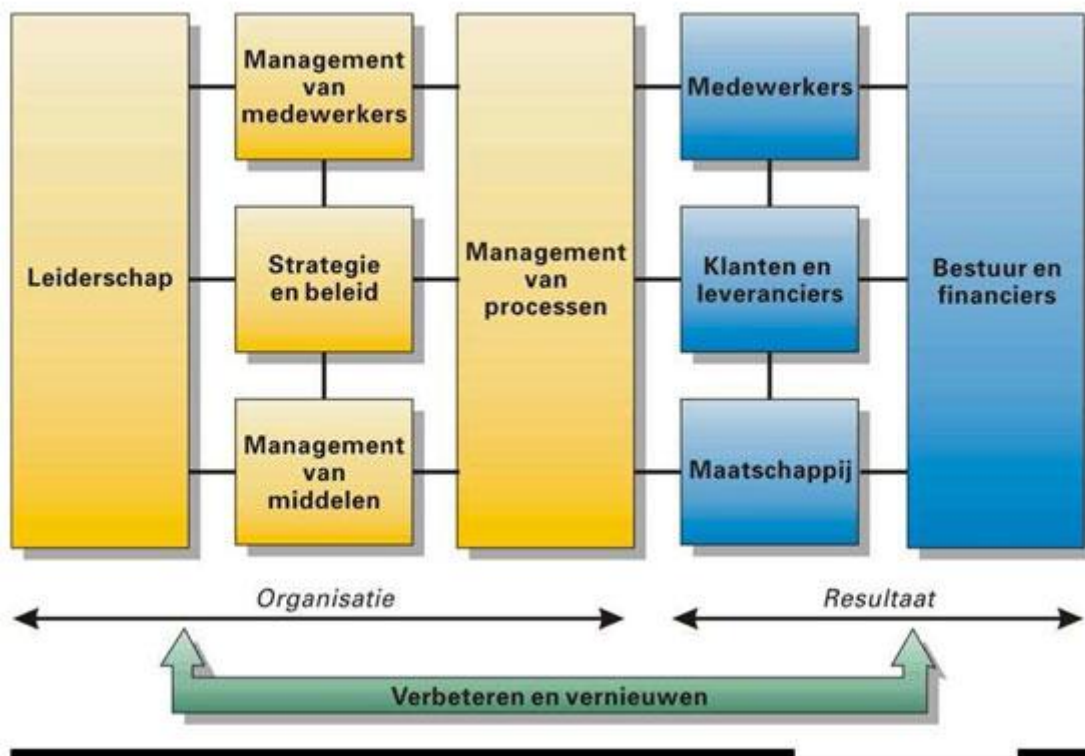 Leiderschap
Management
van
medewerkers
Strategie
en beleid
Management
van
middelen
Management
van
processen
Medewerkers
Klanten en
leveranciers
Maatschappij
Bestuur en
financiers
Organisatie
Resultaat
Verbeteren en vernieuwen